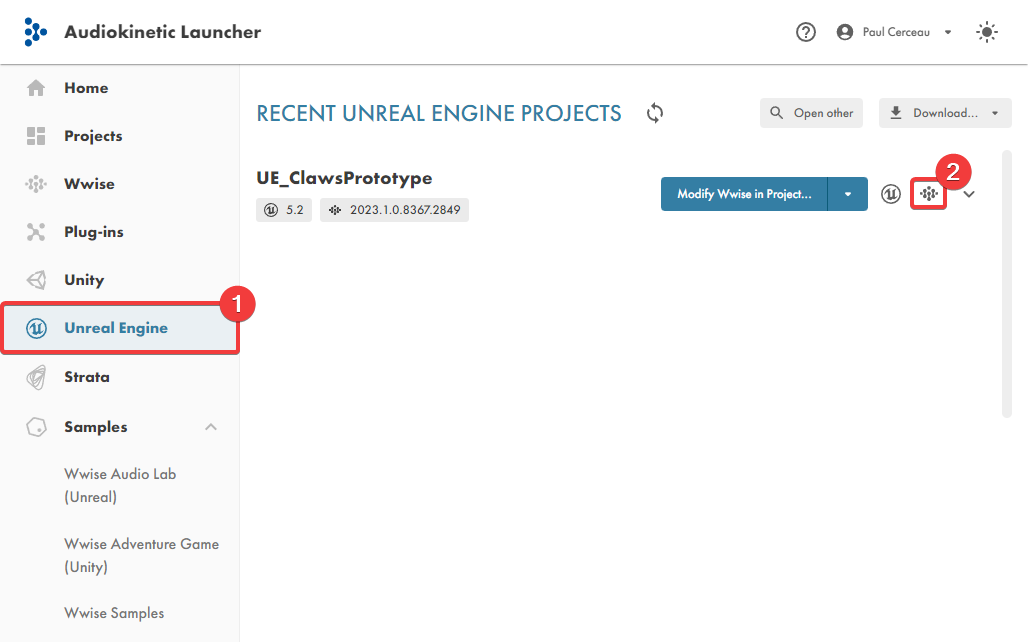 Audiokinetic Launcher
Paul Cerceau
Home
Projects
Wwise
Plug-ins
Unity
1
Unreal Engine
Strata
Samples
Wwise Audio Lab
(Unreal)
Wwise Adventure Game
(Unity)
Wwise Samples
RECENT UNREAL ENGINE PROJECTS
Open other
Download...
UE_ClawsPrototype
5.2
2023.1.0.8367.2849
Modify Wwise in Project...
2